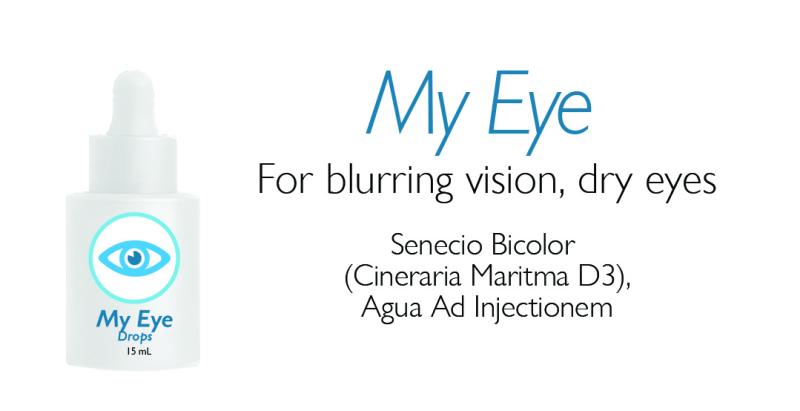 My Eye
For blurring vision, dry eyes
Senecio Bicolor
(Cineraria Maritma D3),
Agua Ad Injectionem
My Eye
Drops
15 mL